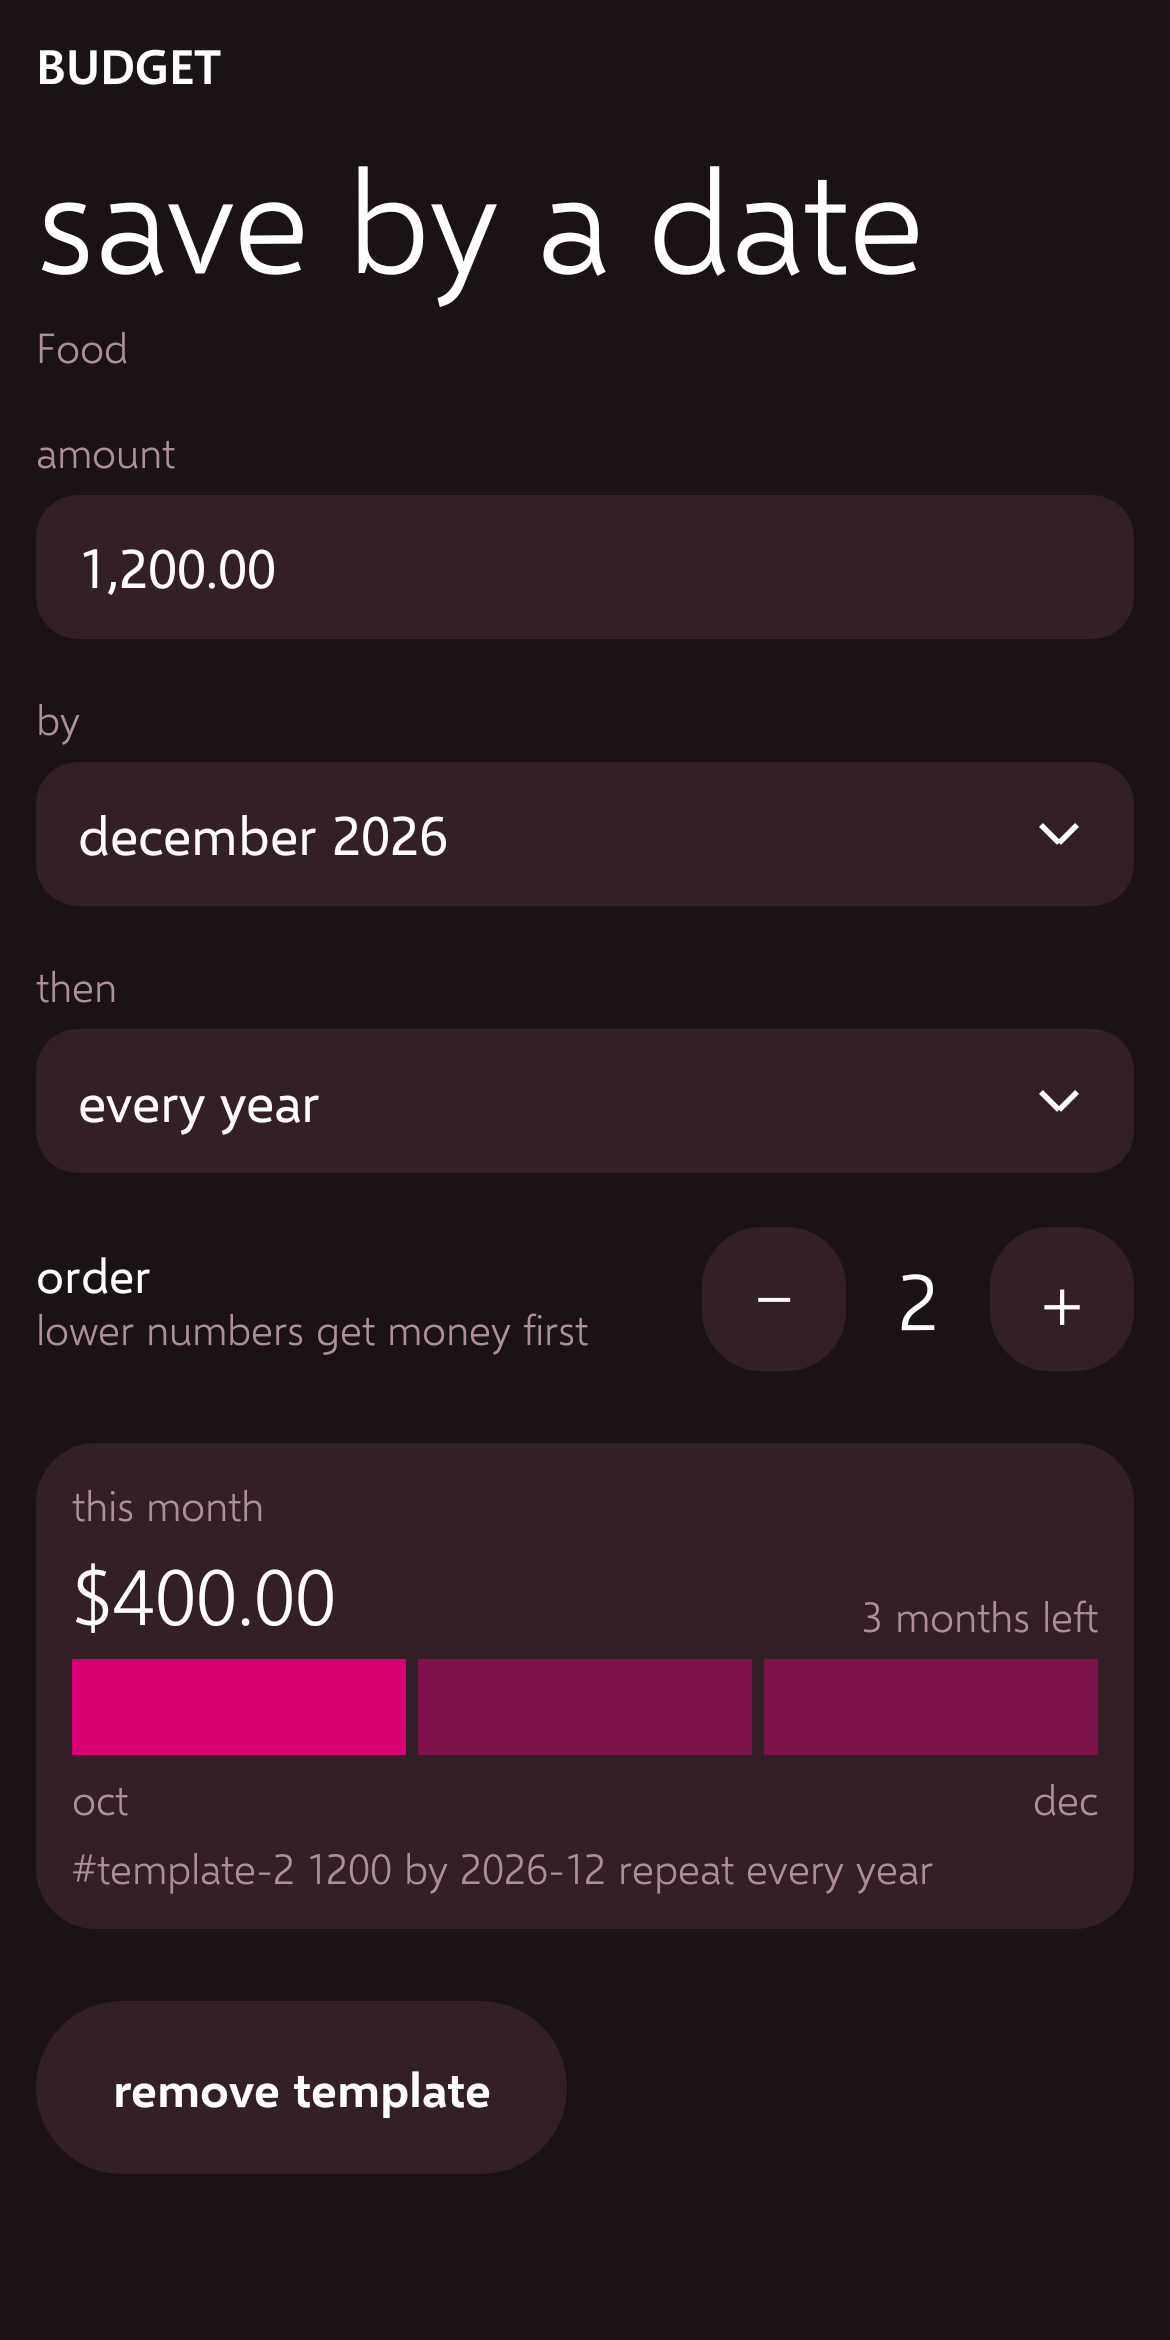 BUDGET
save by a date
Food
amount
1,200.00
by
december 2026
then
every year
order
lower numbers get money first
− 2 +
this month
$400.00
3 months left
oct
dec
#template-2 1200 by 2026-12 repeat every year
remove template